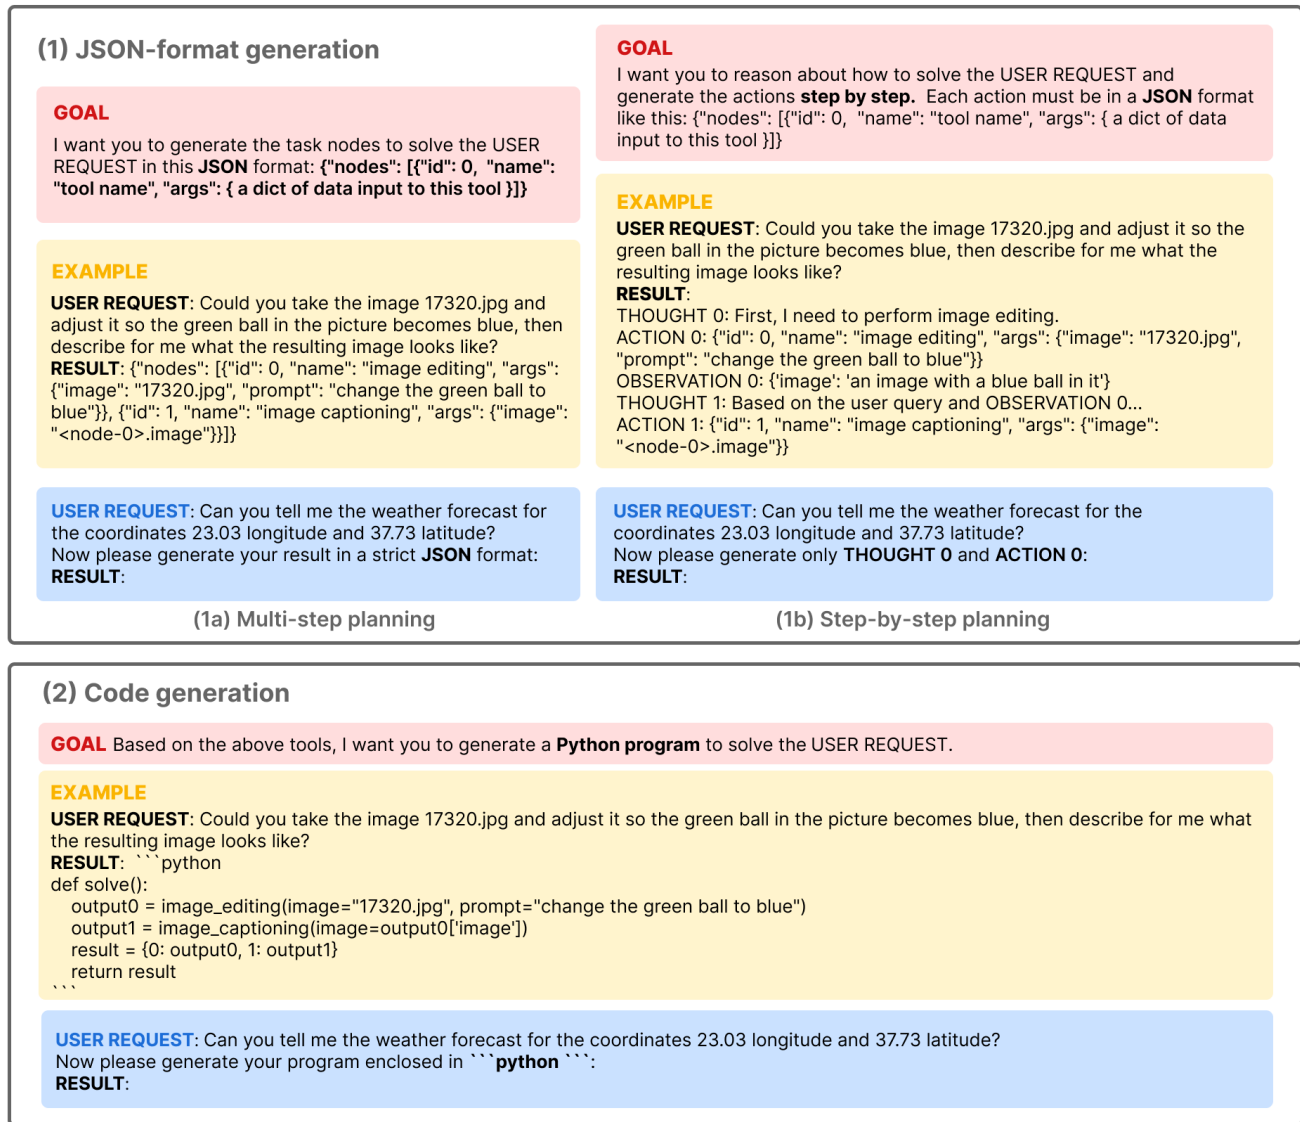 (1) JSON-format generation
GOAL
I want you to generate the task nodes to solve the USER
REQUEST in this JSON format: {"nodes": [{"id": 0,  "name":
"tool name", "args": { a dict of data input to this tool }]}
EXAMPLE
USER REQUEST: Could you take the image 17320.jpg and
adjust it so the green ball in the picture becomes blue, then
describe for me what the resulting image looks like?
RESULT: {"nodes": [{"id": 0, "name": "image editing", "args":
{"image": "17320.jpg", "prompt": "change the green ball to
blue"}}, {"id": 1, "name": "image captioning", "args": {"image":
"<node-0>.image"}}]}
USER REQUEST: Can you tell me the weather forecast for
the coordinates 23.03 longitude and 37.73 latitude?
Now please generate your result in a strict JSON format:
RESULT:
(1a) Multi-step planning
GOAL
I want you to reason about how to solve the USER REQUEST and
generate the actions step by step.  Each action must be in a JSON format
like this: {"nodes": [{"id": 0,  "name": "tool name", "args": { a dict of data
input to this tool }]}
EXAMPLE
USER REQUEST: Could you take the image 17320.jpg and adjust it so the
green ball in the picture becomes blue, then describe for me what the
resulting image looks like?
RESULT:
THOUGHT 0: First, I need to perform image editing.
ACTION 0: {"id": 0, "name": "image editing", "args": {"image": "17320.jpg",
"prompt": "change the green ball to blue"}}
OBSERVATION 0: {'image': 'an image with a blue ball in it'}
THOUGHT 1: Based on the user query and OBSERVATION 0...
ACTION 1: {"id": 1, "name": "image captioning", "args": {"image":
"<node-0>.image"}}
USER REQUEST: Can you tell me the weather forecast for the
coordinates 23.03 longitude and 37.73 latitude?
Now please generate only THOUGHT 0 and ACTION 0:
RESULT:
(1b) Step-by-step planning
(2) Code generation
GOAL Based on the above tools, I want you to generate a Python program to solve the USER REQUEST.
EXAMPLE
USER REQUEST: Could you take the image 17320.jpg and adjust it so the green ball in the picture becomes blue, then describe for me what
the resulting image looks like?
RESULT:  ```python
def solve():
    output0 = image_editing(image="17320.jpg", prompt="change the green ball to blue")
    output1 = image_captioning(image=output0['image'])
    result = {0: output0, 1: output1}
    return result
```
USER REQUEST: Can you tell me the weather forecast for the coordinates 23.03 longitude and 37.73 latitude?
Now please generate your program enclosed in ```python ```:
RESULT: